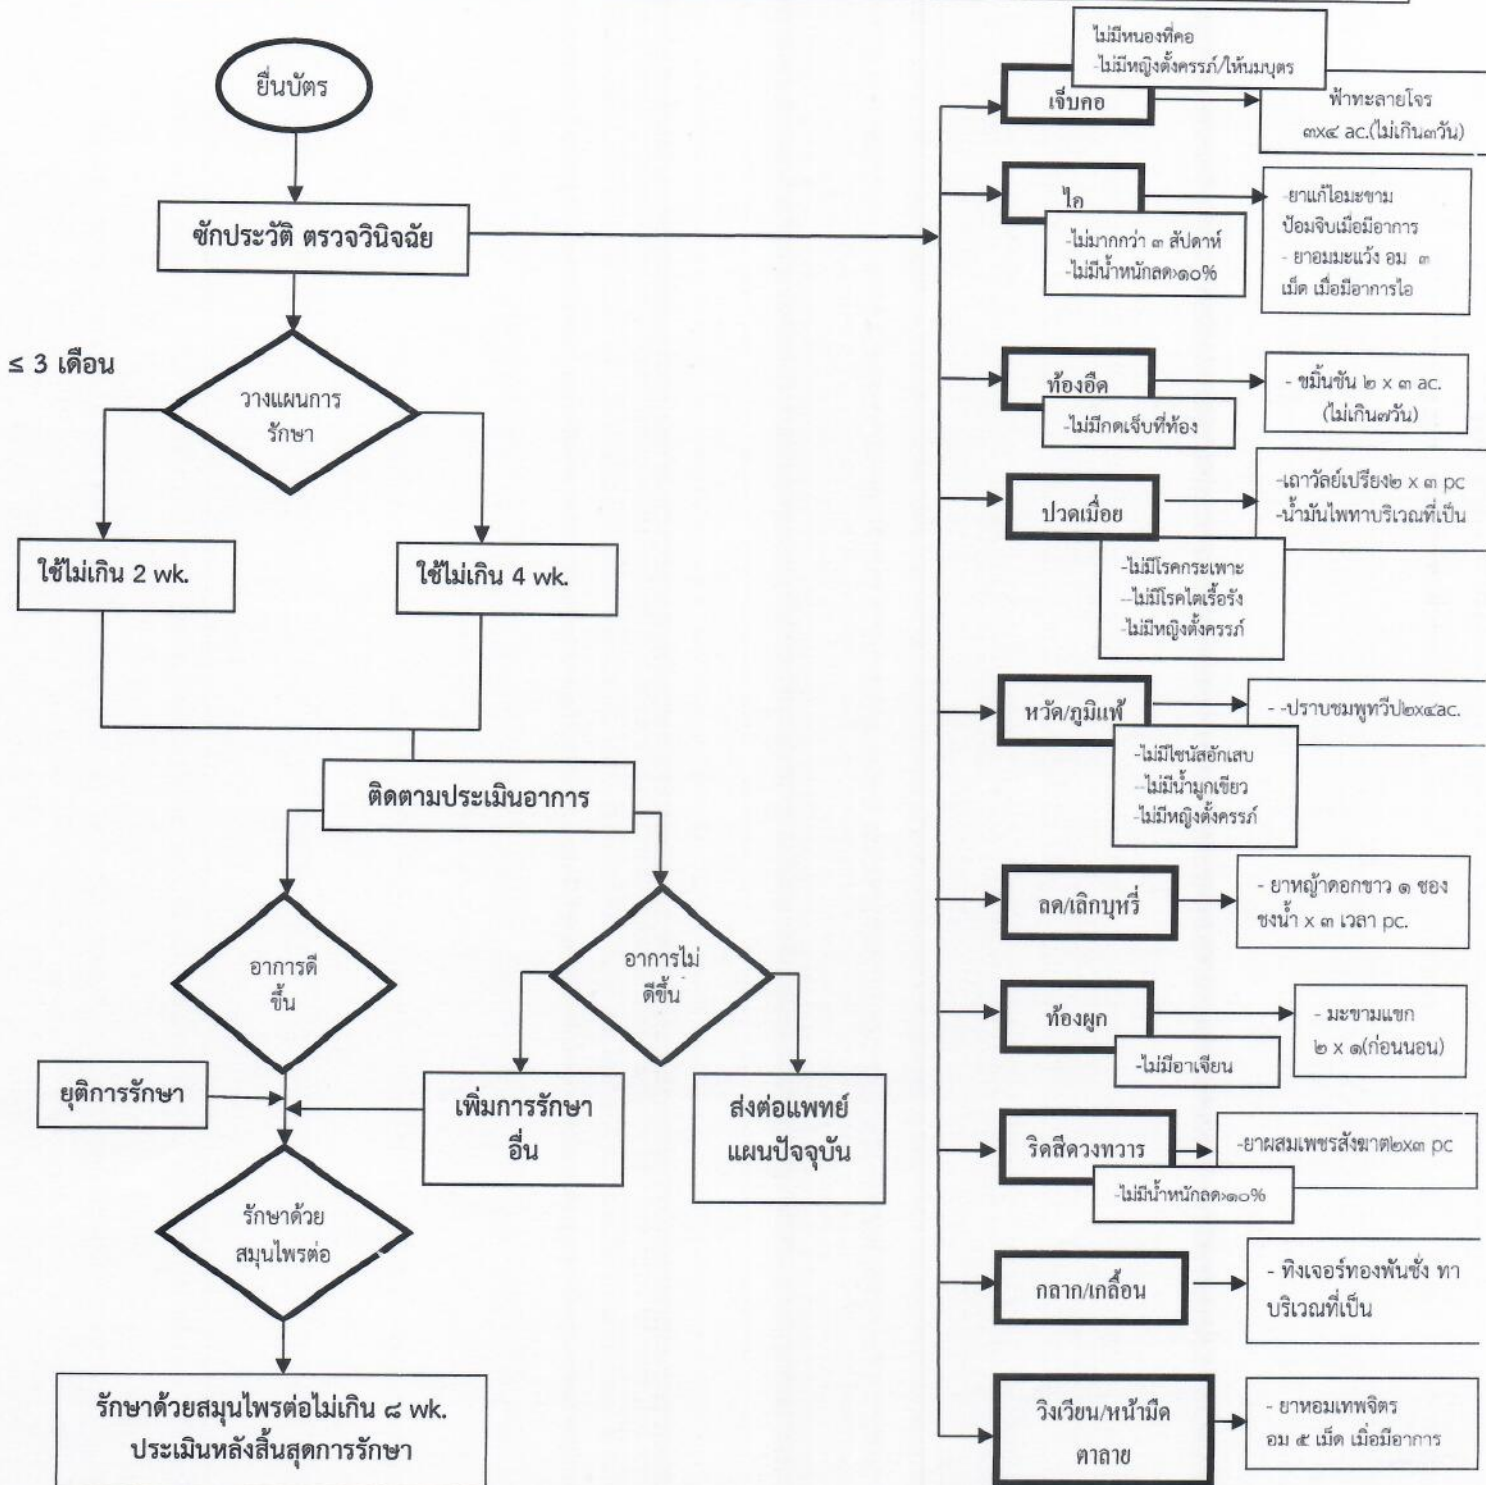 ยื่นบัตร
ซักประวัติ ตรวจวินิจฉัย
≤ 3 เดือน
วางแผนการ
รักษา
ใช้ไม่เกิน 2 wk.
ใช้ไม่เกิน 4 wk.
ติดตามประเมินอาการ
อาการดี
ขึ้น
อาการไม่
ดีขึ้น
ยุติการรักษา
เพิ่มการรักษา
อื่น
ส่งต่อแพทย์
แผนปัจจุบัน
รักษาด้วย
สมุนไพรต่อ
รักษาด้วยสมุนไพรต่อไม่เกิน ๘ wk.
ประเมินหลังสิ้นสุดการรักษา
ไม่มีหนองที่คอ
-ไม่มีหญิงตั้งครรภ์/ให้นมบุตร
เจ็บคอ
ฟ้าทะลายโจร
๓x๔ ac.(ไม่เกิน๓วัน)
ไอ
-ไม่มากกว่า ๓ สัปดาห์
-ไม่มีน้ำหนักลด>๑๐%
-ยาแก้ไอมะขาม
ป้อมจิบเมื่อมีอาการ
- ยาอมมะแว้ง อม ๓
เม็ด เมื่อมีอาการไอ
ท้องอืด
-ไม่มีกดเจ็บที่ท้อง
- ขมิ้นชัน ๒ x ๓ ac.
(ไม่เกิน๗วัน)
ปวดเมื่อย
-เถาวัลย์เปรียง๒ x ๓ pc
-น้ำมันไพทาบริเวณที่เป็น
-ไม่มีโรคกระเพาะ
--ไม่มีโรคไตเรื้อรัง
-ไม่มีหญิงตั้งครรภ์
หวัด/ภูมิแพ้
- -ปราบชมพูทวีป๒x๔ac.
-ไม่มีไซนัสอักเสบ
--ไม่มีน้ำมูกเขียว
-ไม่มีหญิงตั้งครรภ์
ลด/เลิกบุหรี่
- ยาหญ้าดอกขาว ๑ ซอง
ชงน้ำ x ๓ เวลา pc.
ท้องผูก
-ไม่มีอาเจียน
- มะขามแขก
๒ x ๑(ก่อนนอน)
ริดสีดวงทวาร
-ไม่มีน้ำหนักลด>๑๐%
-ยาผสมเพชรสังฆาต๒x๓ pc
กลาก/เกลื้อน
- ทิงเจอร์ทองพันชั่ง ทา
บริเวณที่เป็น
วิงเวียน/หน้ามืด
ตาลาย
- ยาหอมเทพจิตร
อม ๕ เม็ด เมื่อมีอาการ